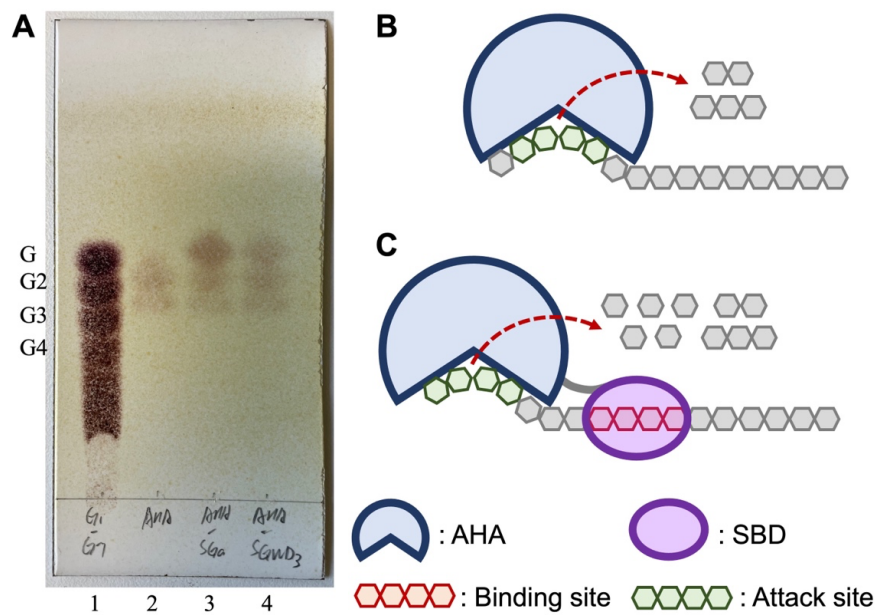 A
G
G2
G3
G4
G1 AHA AHA AHA
- - -
G7 SGa SGWD3
1 2 3 4
B
C
: AHA : SBD
: Binding site : Attack site